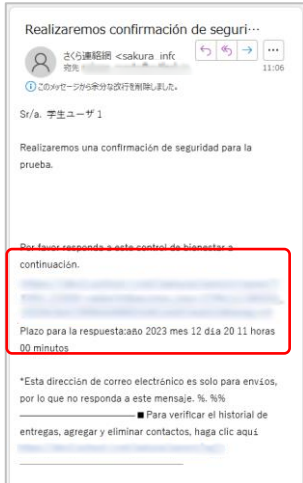 Realizaremos confirmación de seguri…
さくら連絡網 <sakura_info
宛先
11:06
このメッセージから余分な改行を削除しました。
Sr/a. 学生ユーザ1
Realizaremos una confirmación de seguridad para la
prueba.
Por favor responda a este control de bienestar a
continuación.
Plazo para la respuesta:año 2023 mes 12 día 20 11 horas
00 minutos
*Esta dirección de correo electrónico es solo para envíos,
por lo que no responda a este mensaje. %. %%
■ Para verificar el historial de
entregas, agregar y eliminar contactos, haga clic aquí